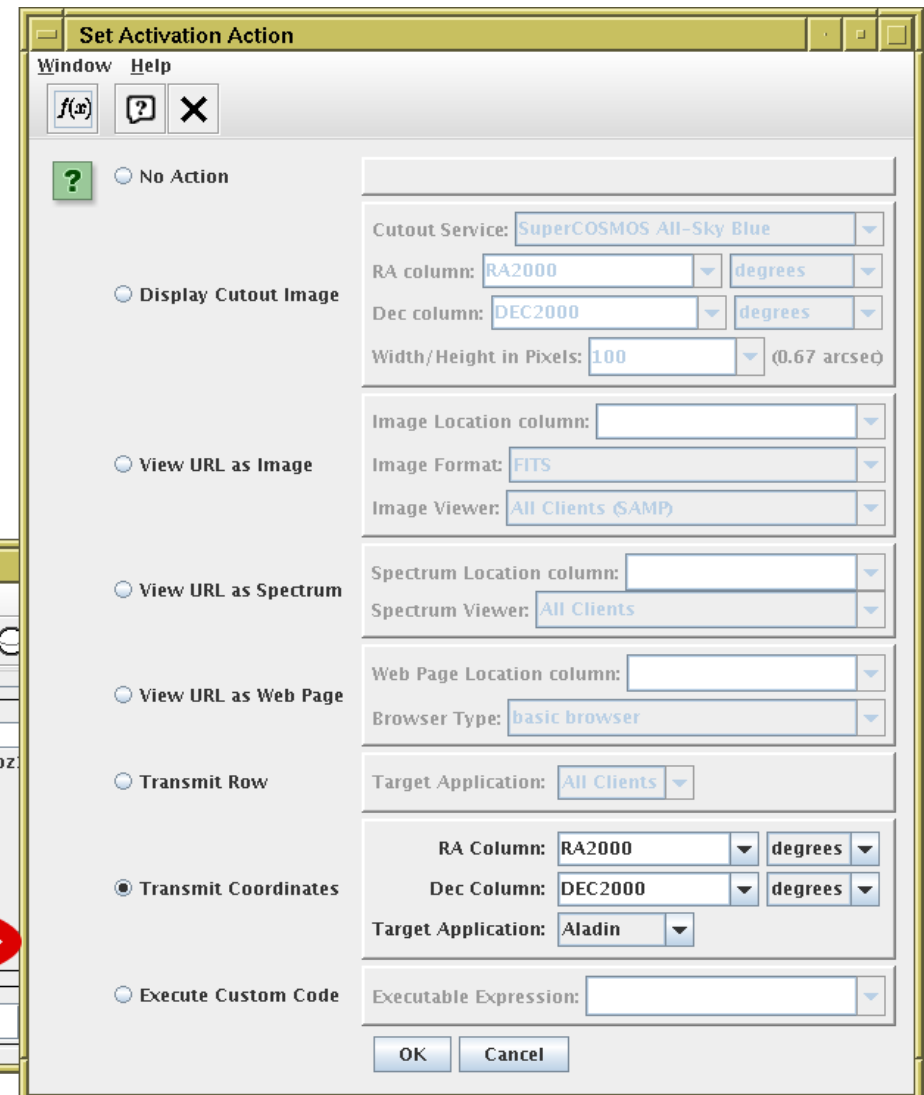 Set Activation Action
Window Help
f(x) ? X
? No Action
Display Cutout Image
Cutout Service: SuperCOSMOS All-Sky Blue
RA column: RA2000 degrees
Dec column: DEC2000 degrees
Width/Height in Pixels: 100 (0.67 arcsec)
View URL as Image
Image Location column:
Image Format: FITS
Image Viewer: All Clients (SAMP)
View URL as Spectrum
Spectrum Location column:
Spectrum Viewer: All Clients
View URL as Web Page
Web Page Location column:
Browser Type: basic browser
Transmit Row
Target Application: All Clients
Transmit Coordinates
RA Column: RA2000 degrees
Dec Column: DEC2000 degrees
Target Application: Aladin
Execute Custom Code
Executable Expression:
OK Cancel